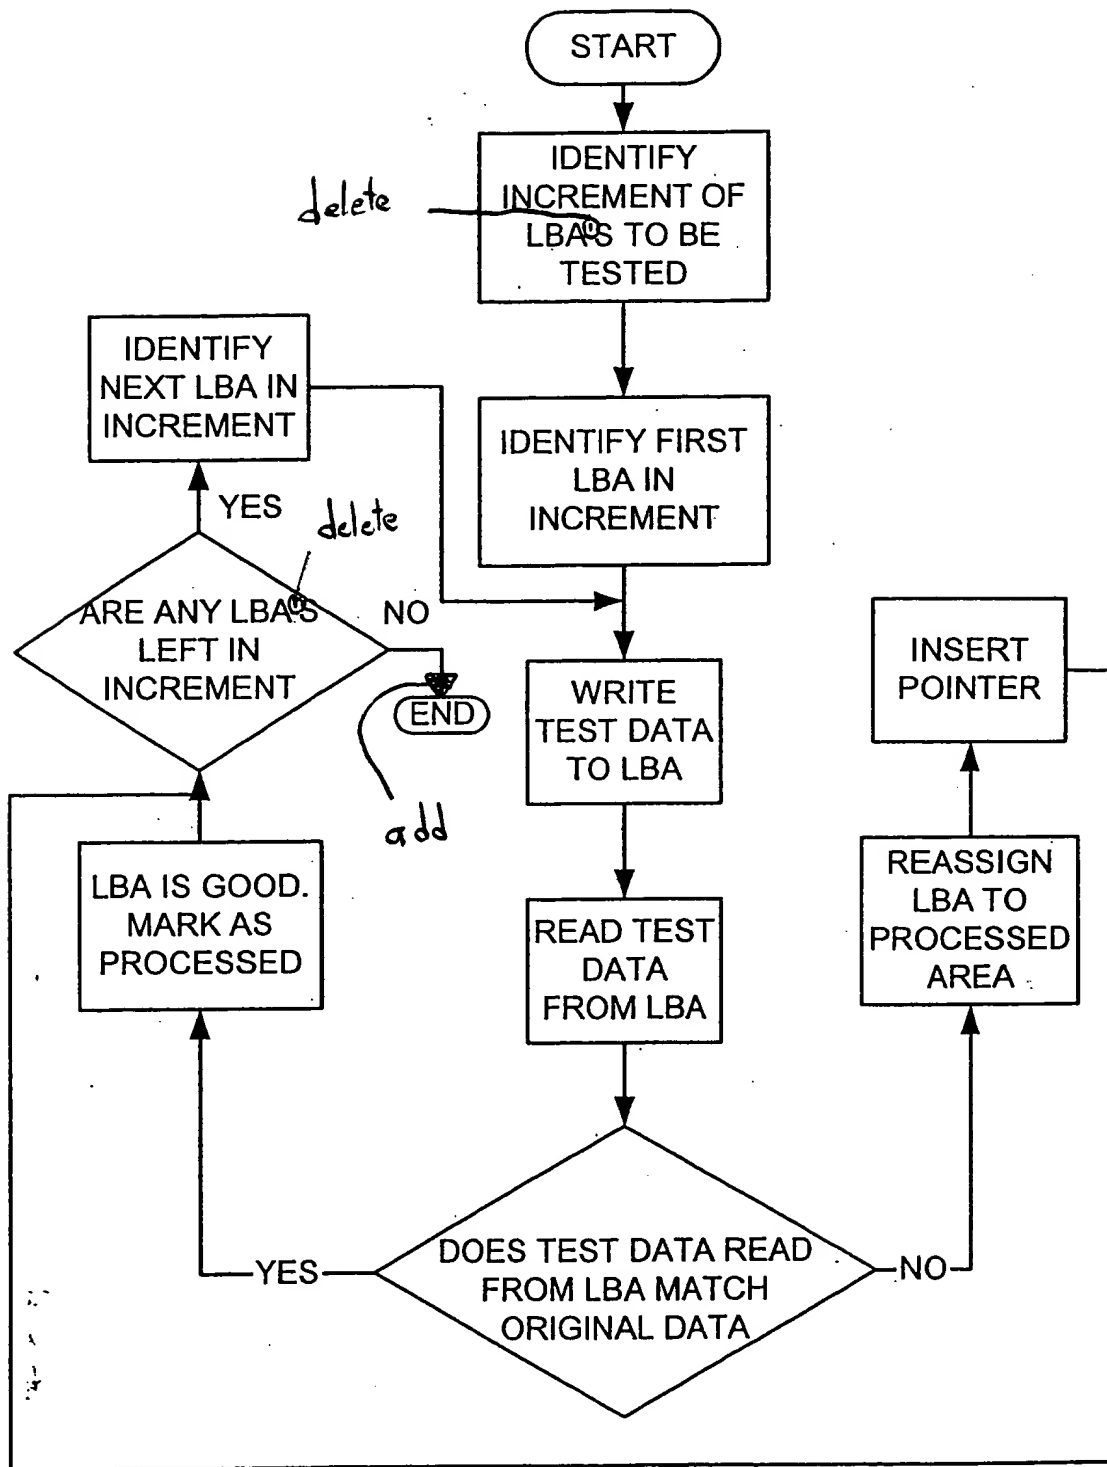 START
IDENTIFY
INCREMENT OF
delete
LBA'S TO BE
TESTED
IDENTIFY
NEXT LBA IN
INCREMENT
IDENTIFY FIRST
LBA IN
INCREMENT
YES
delete
ARE ANY LBA'S
LEFT IN
INCREMENT
NO
END
add
WRITE
TEST DATA
TO LBA
INSERT
POINTER
LBA IS GOOD.
MARK AS
PROCESSED
READ TEST
DATA
FROM LBA
REASSIGN
LBA TO
PROCESSED
AREA
YES
DOES TEST DATA READ
FROM LBA MATCH
ORIGINAL DATA
NO